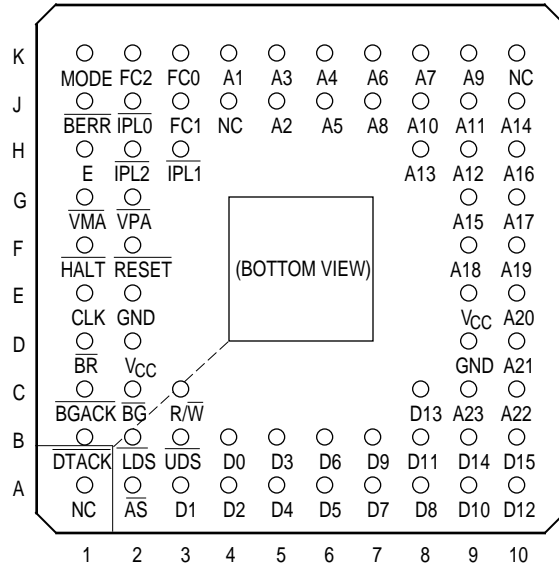 K
MODE FC2 FC0 A1 A3 A4 A6 A7 A9 NC
J
BERR IPL0 FC1 NC A2 A5 A8 A10 A11 A14
H
E IPL2 IPL1 A13 A12 A16
G
VMA VPA A15 A17
F
HALT RESET (BOTTOM VIEW) A18 A19
E
CLK GND VCC A20
D
BR VCC GND A21
C
BGACK BG R/W D13 A23 A22
B
DTACK LDS UDS D0 D3 D6 D9 D11 D14 D15
A
NC AS D1 D2 D4 D5 D7 D8 D10 D12
1 2 3 4 5 6 7 8 9 10